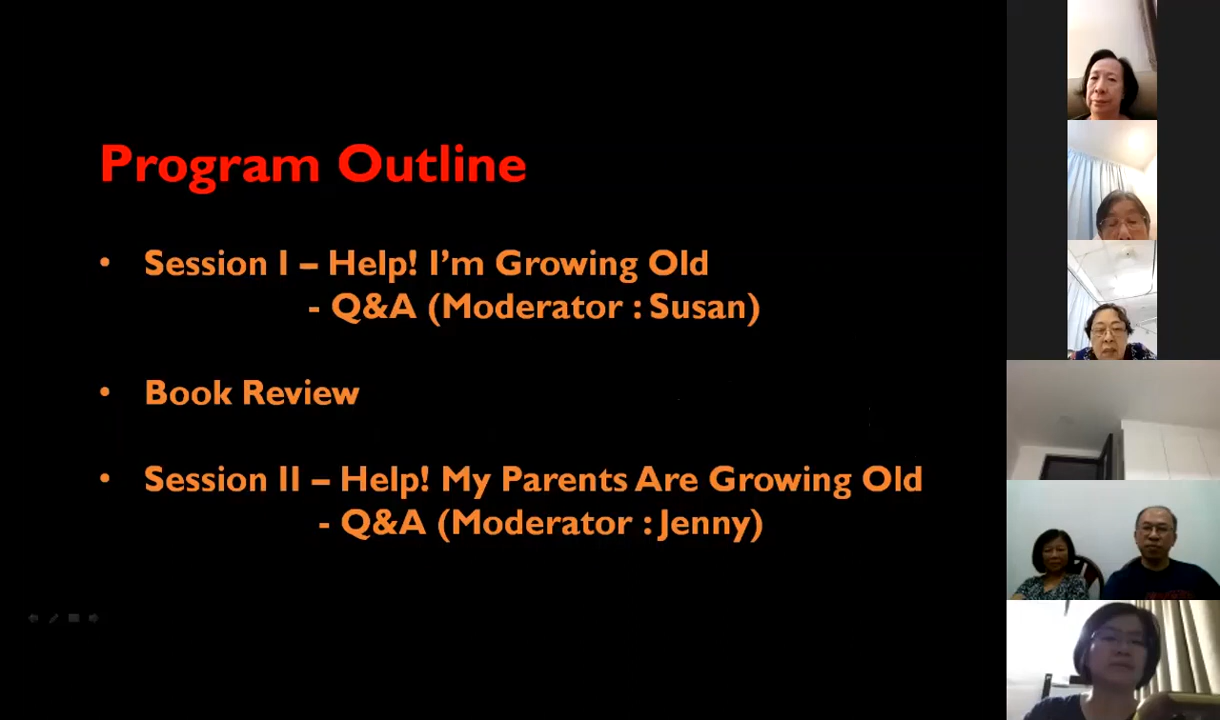 Program Outline
• Session I – Help! I'm Growing Old
- Q&A (Moderator : Susan)
• Book Review
• Session II – Help! My Parents Are Growing Old
- Q&A (Moderator : Jenny)